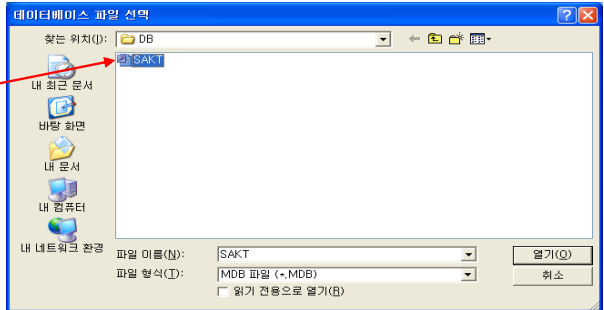 데이터베이스 파일 선택
찾는 위치(I):
DB
SAKT
내 최근 문서
바탕 화면
내 문서
내 컴퓨터
내 네트워크 환경
파일 이름(N):
SAKT
열기(O)
파일 형식(T):
MDB 파일 (*.MDB)
취소
읽기 전용으로 열기(R)